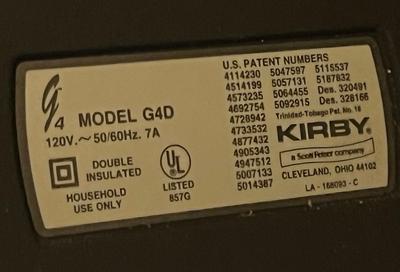 U.S. PATENT NUMBERS
4114230 5047597 5115537
4514199 5057131 5187832
4573235 5064455 Des. 320491
4692754 5092915 Des. 328166
4728942 Trinidad-Tobago Pat. No. 16
4733532
4877432
4905343
4947512
5007133
5014387
G4
MODEL G4D
120V.~50/60Hz. 7A
DOUBLE
INSULATED
HOUSEHOLD
USE ONLY
UL
LISTED
857G
KIRBY
a Scott Fetzer company
CLEVELAND, OHIO 44102
LA - 168093 - C